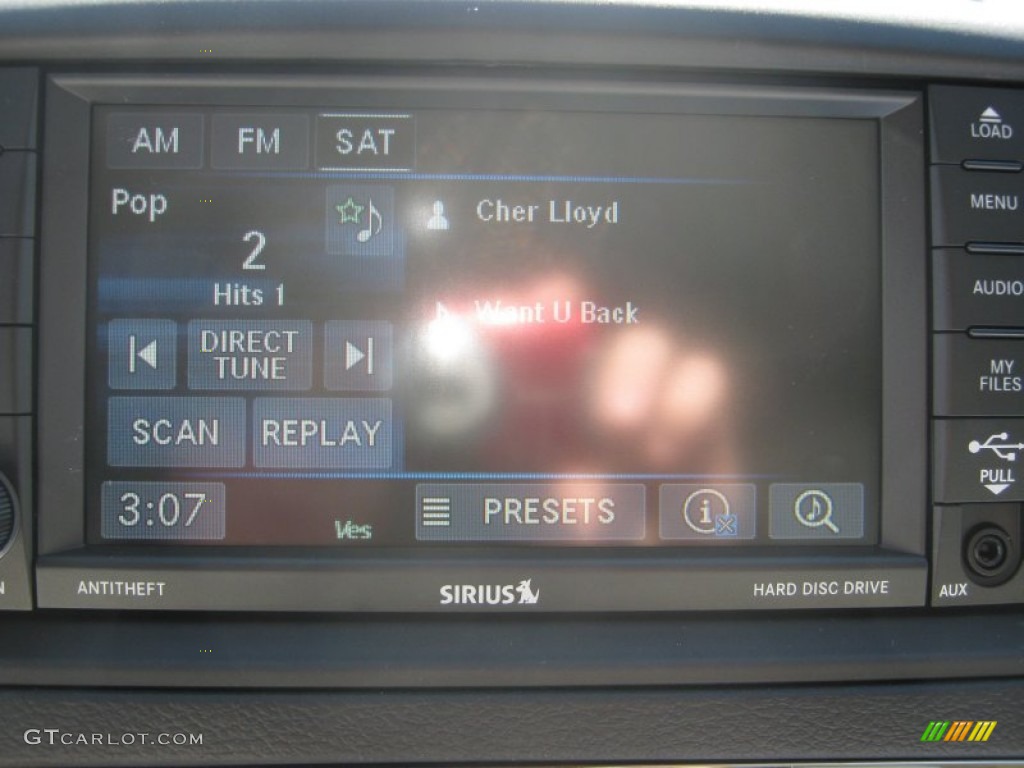 AM FM SAT
Pop
2
Hits 1
Cher Lloyd
Want U Back
DIRECT
TUNE
SCAN REPLAY
3:07
Ves
PRESETS
i
ANTITHEFT
SIRIUS
HARD DISC DRIVE
LOAD
MENU
AUDIO
MY
FILES
PULL
AUX
GTCARLOT.COM